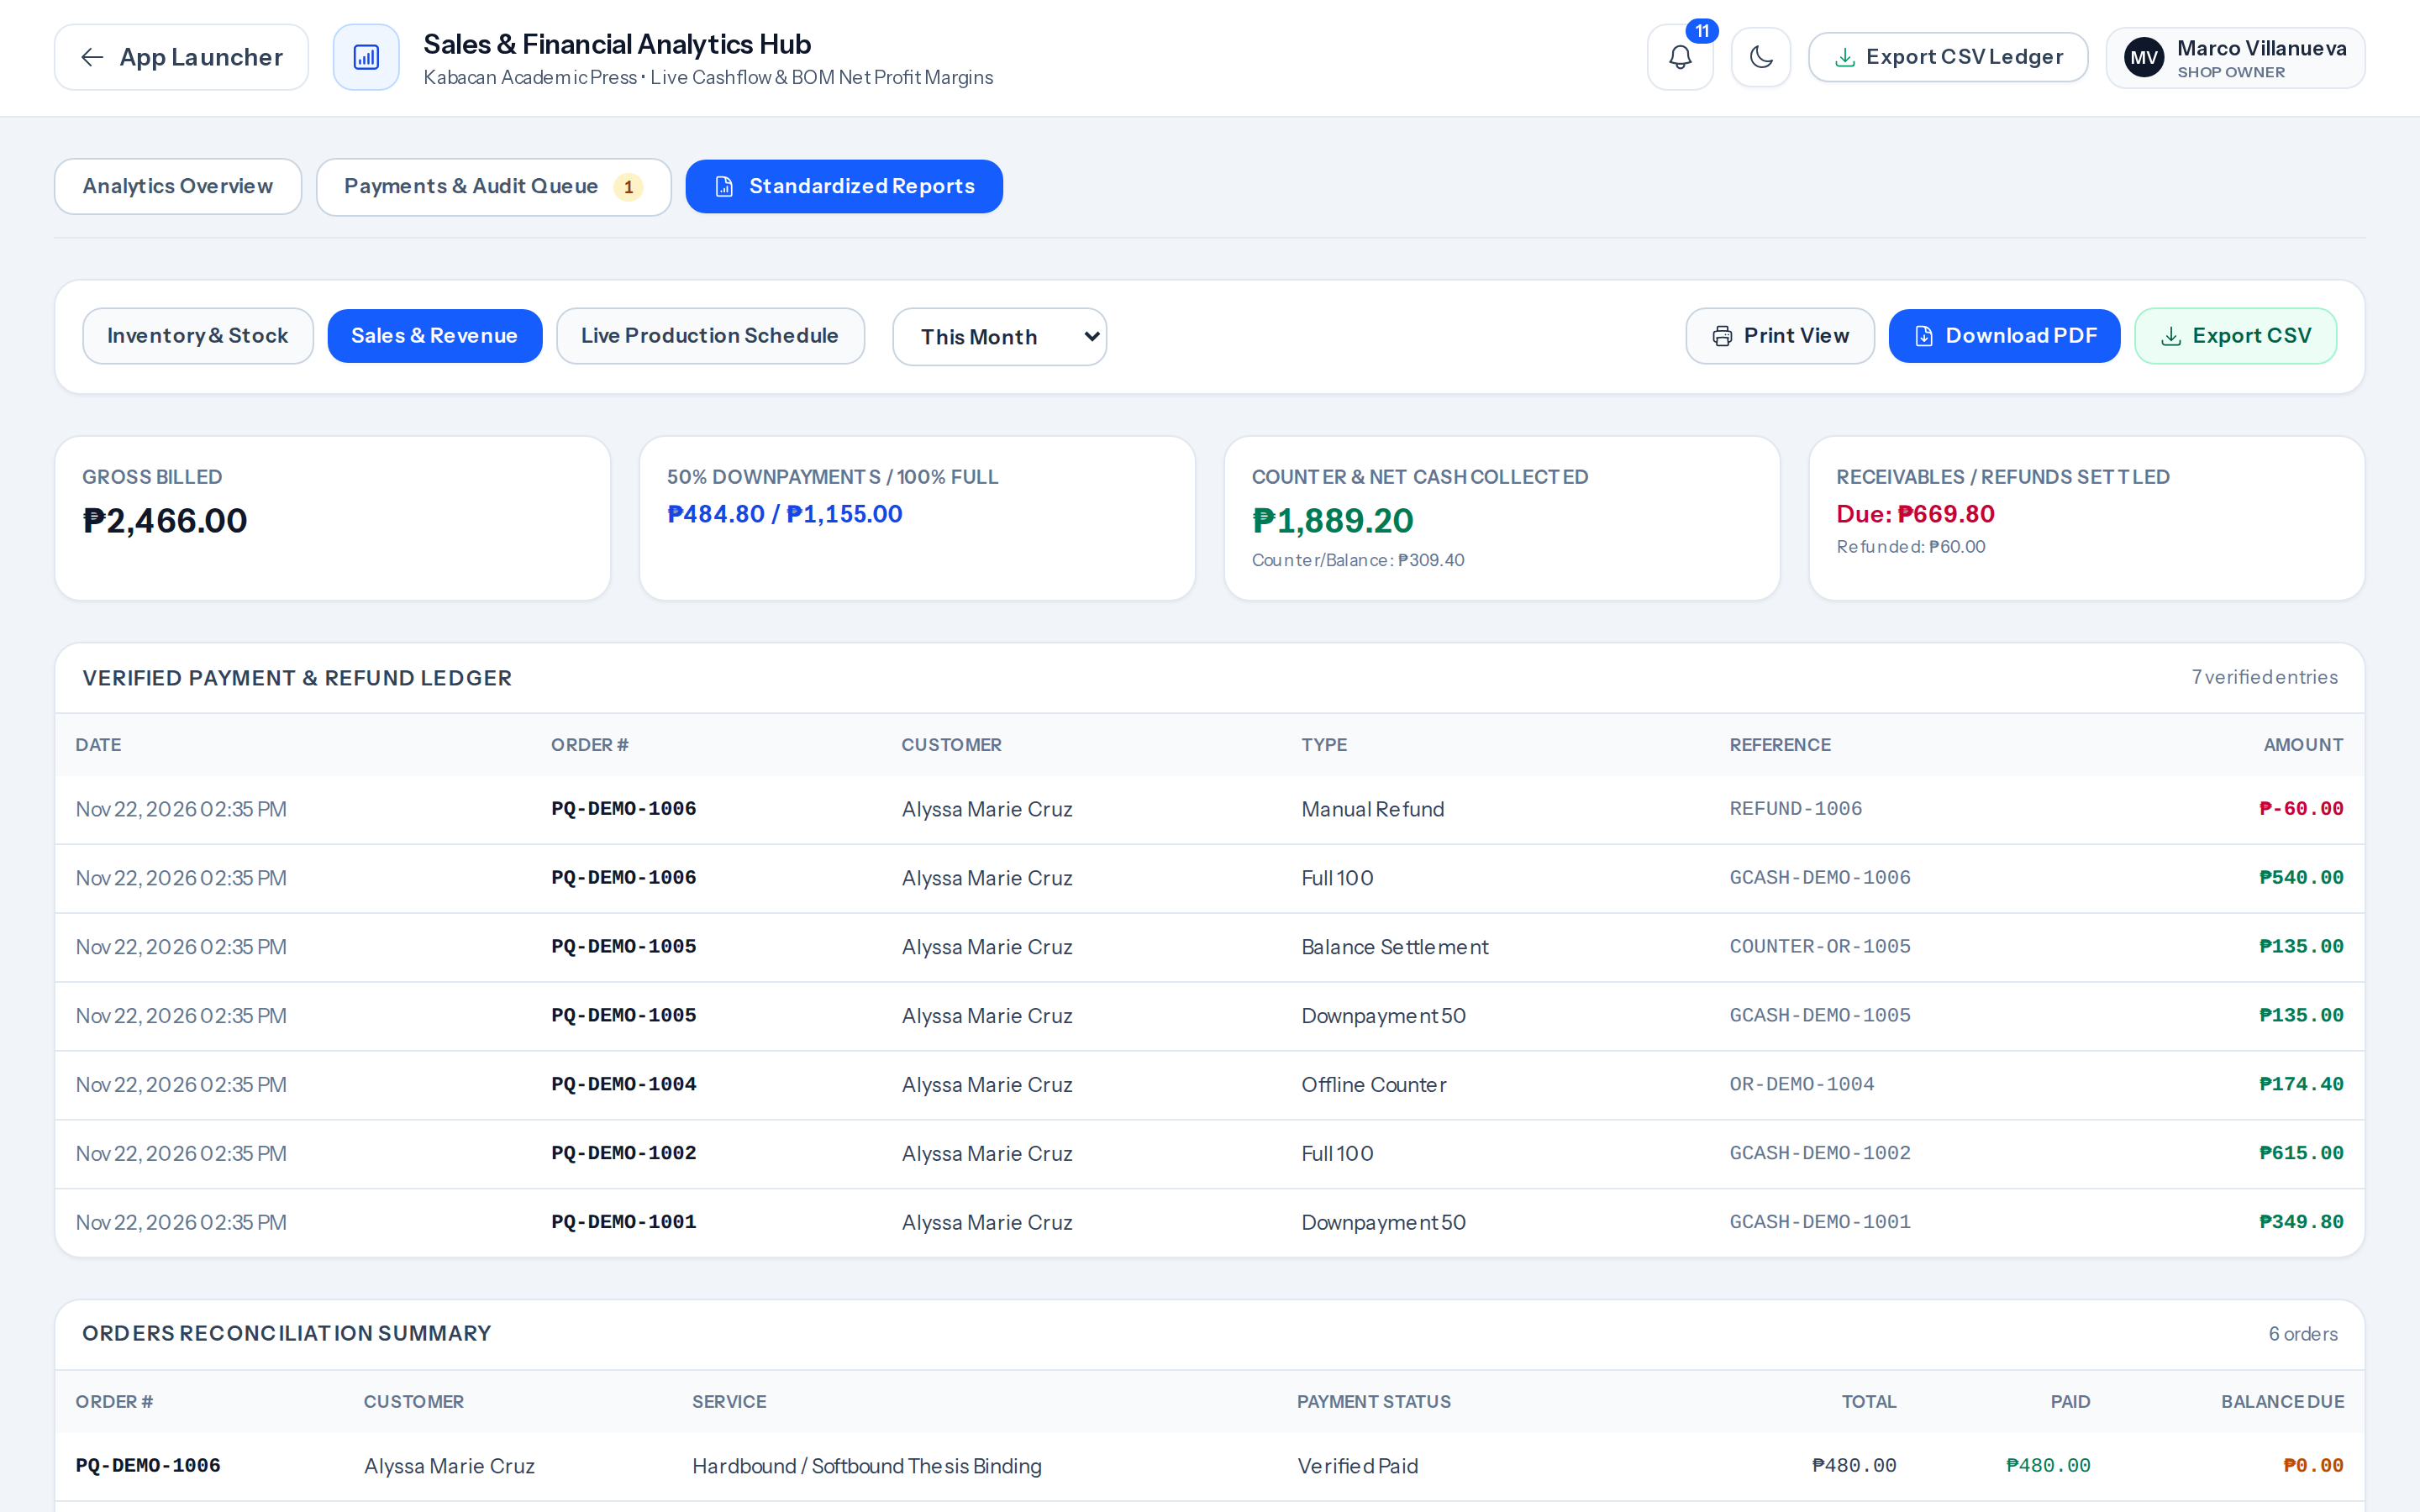 App Launcher
Sales & Financial Analytics Hub
Kabacan Academic Press • Live Cashflow & BOM Net Profit Margins
11
Export CSV Ledger
MV
Marco Villanueva
SHOP OWNER
Analytics Overview
Payments & Audit Queue 1
Standardized Reports
Inventory & Stock
Sales & Revenue
Live Production Schedule
This Month
Print View
Download PDF
Export CSV
GROSS BILLED
₱2,466.00
50% DOWNPAYMENTS / 100% FULL
₱484.80 / ₱1,155.00
COUNTER & NET CASH COLLECTED
₱1,889.20
Counter/Balance: ₱309.40
RECEIVABLES / REFUNDS SETTLED
Due: ₱669.80
Refunded: ₱60.00
VERIFIED PAYMENT & REFUND LEDGER
7 verified entries
DATE ORDER # CUSTOMER TYPE REFERENCE AMOUNT
Nov 22, 2026 02:35 PM PQ-DEMO-1006 Alyssa Marie Cruz Manual Refund REFUND-1006 ₱-60.00
Nov 22, 2026 02:35 PM PQ-DEMO-1006 Alyssa Marie Cruz Full 100 GCASH-DEMO-1006 ₱540.00
Nov 22, 2026 02:35 PM PQ-DEMO-1005 Alyssa Marie Cruz Balance Settlement COUNTER-OR-1005 ₱135.00
Nov 22, 2026 02:35 PM PQ-DEMO-1005 Alyssa Marie Cruz Downpayment 50 GCASH-DEMO-1005 ₱135.00
Nov 22, 2026 02:35 PM PQ-DEMO-1004 Alyssa Marie Cruz Offline Counter OR-DEMO-1004 ₱174.40
Nov 22, 2026 02:35 PM PQ-DEMO-1002 Alyssa Marie Cruz Full 100 GCASH-DEMO-1002 ₱615.00
Nov 22, 2026 02:35 PM PQ-DEMO-1001 Alyssa Marie Cruz Downpayment 50 GCASH-DEMO-1001 ₱349.80
ORDERS RECONCILIATION SUMMARY
6 orders
ORDER # CUSTOMER SERVICE PAYMENT STATUS TOTAL PAID BALANCE DUE
PQ-DEMO-1006 Alyssa Marie Cruz Hardbound / Softbound Thesis Binding Verified Paid ₱480.00 ₱480.00 ₱0.00